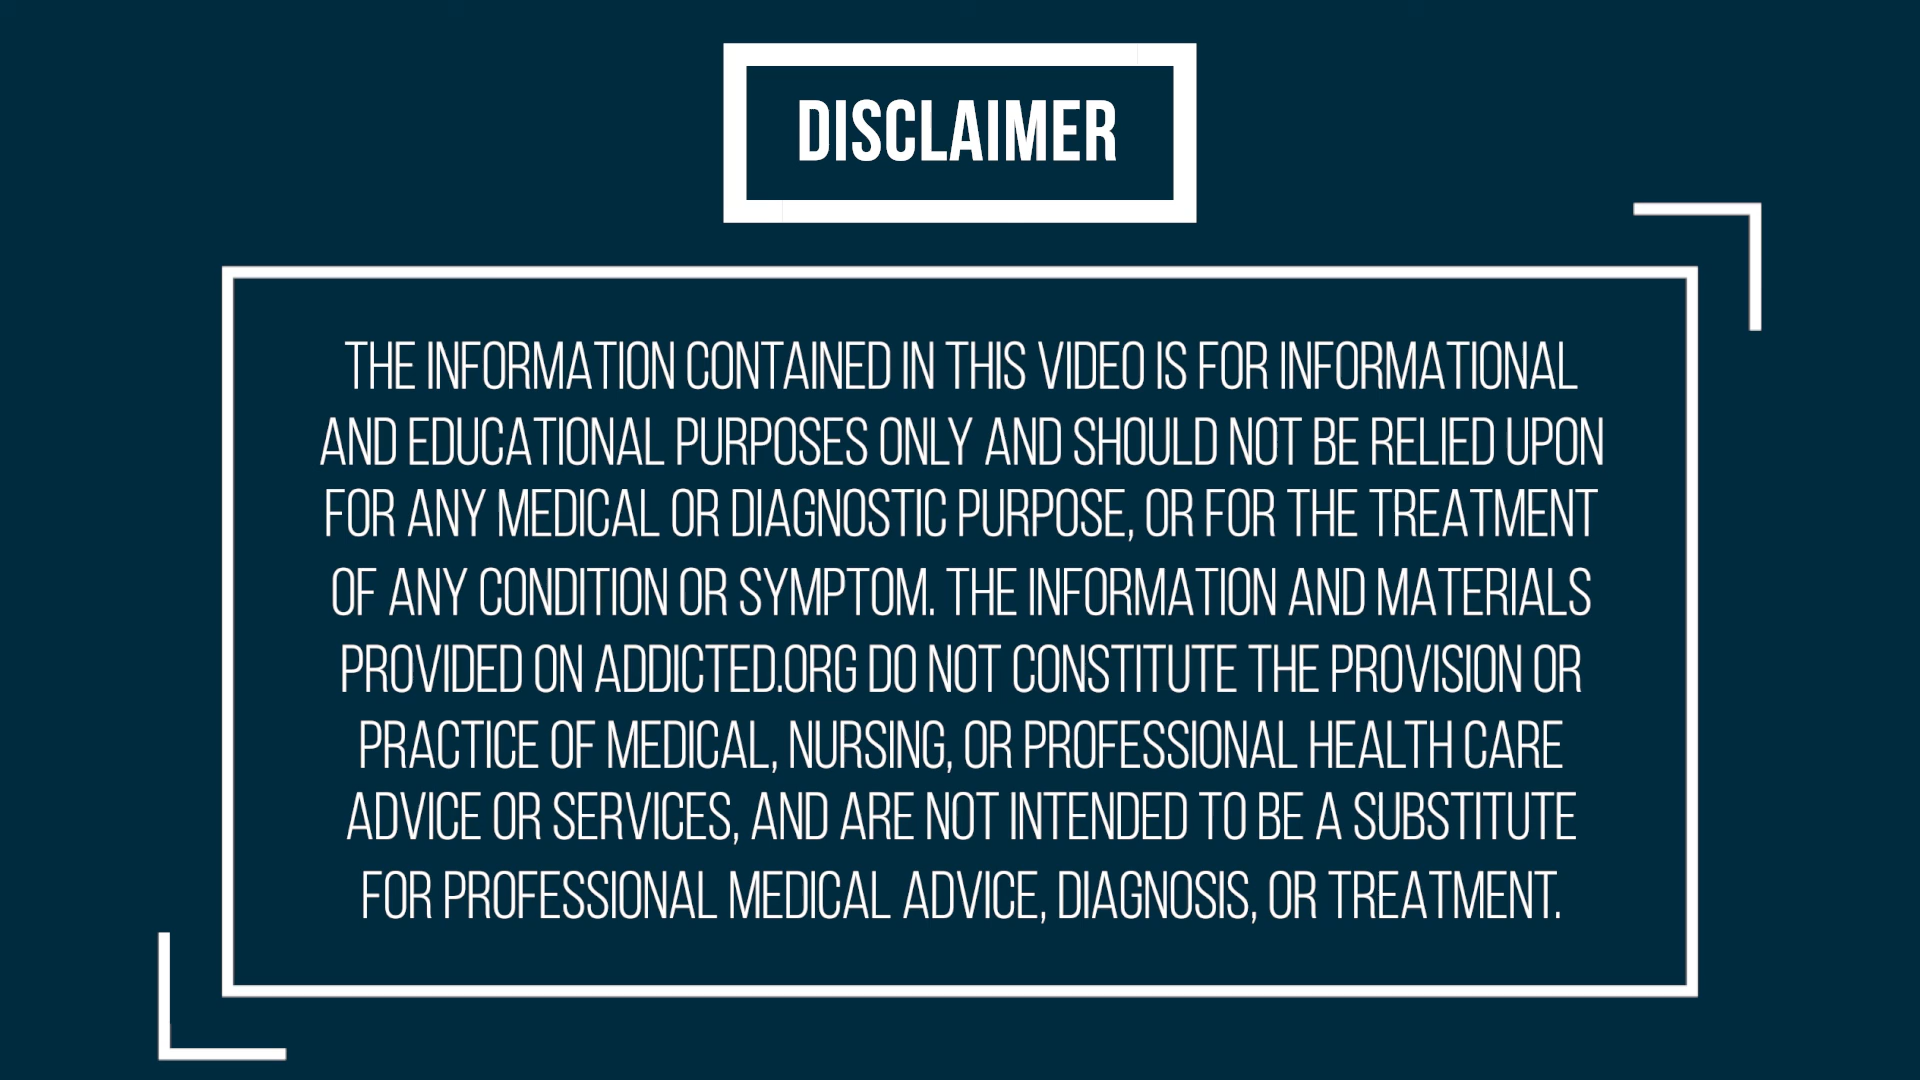 DISCLAIMER
THE INFORMATION CONTAINED IN THIS VIDEO IS FOR INFORMATIONAL
AND EDUCATIONAL PURPOSES ONLY AND SHOULD NOT BE RELIED UPON
FOR ANY MEDICAL OR DIAGNOSTIC PURPOSE, OR FOR THE TREATMENT
OF ANY CONDITION OR SYMPTOM. THE INFORMATION AND MATERIALS
PROVIDED ON ADDICTED.ORG DO NOT CONSTITUTE THE PROVISION OR
PRACTICE OF MEDICAL, NURSING, OR PROFESSIONAL HEALTH CARE
ADVICE OR SERVICES, AND ARE NOT INTENDED TO BE A SUBSTITUTE
FOR PROFESSIONAL MEDICAL ADVICE, DIAGNOSIS, OR TREATMENT.